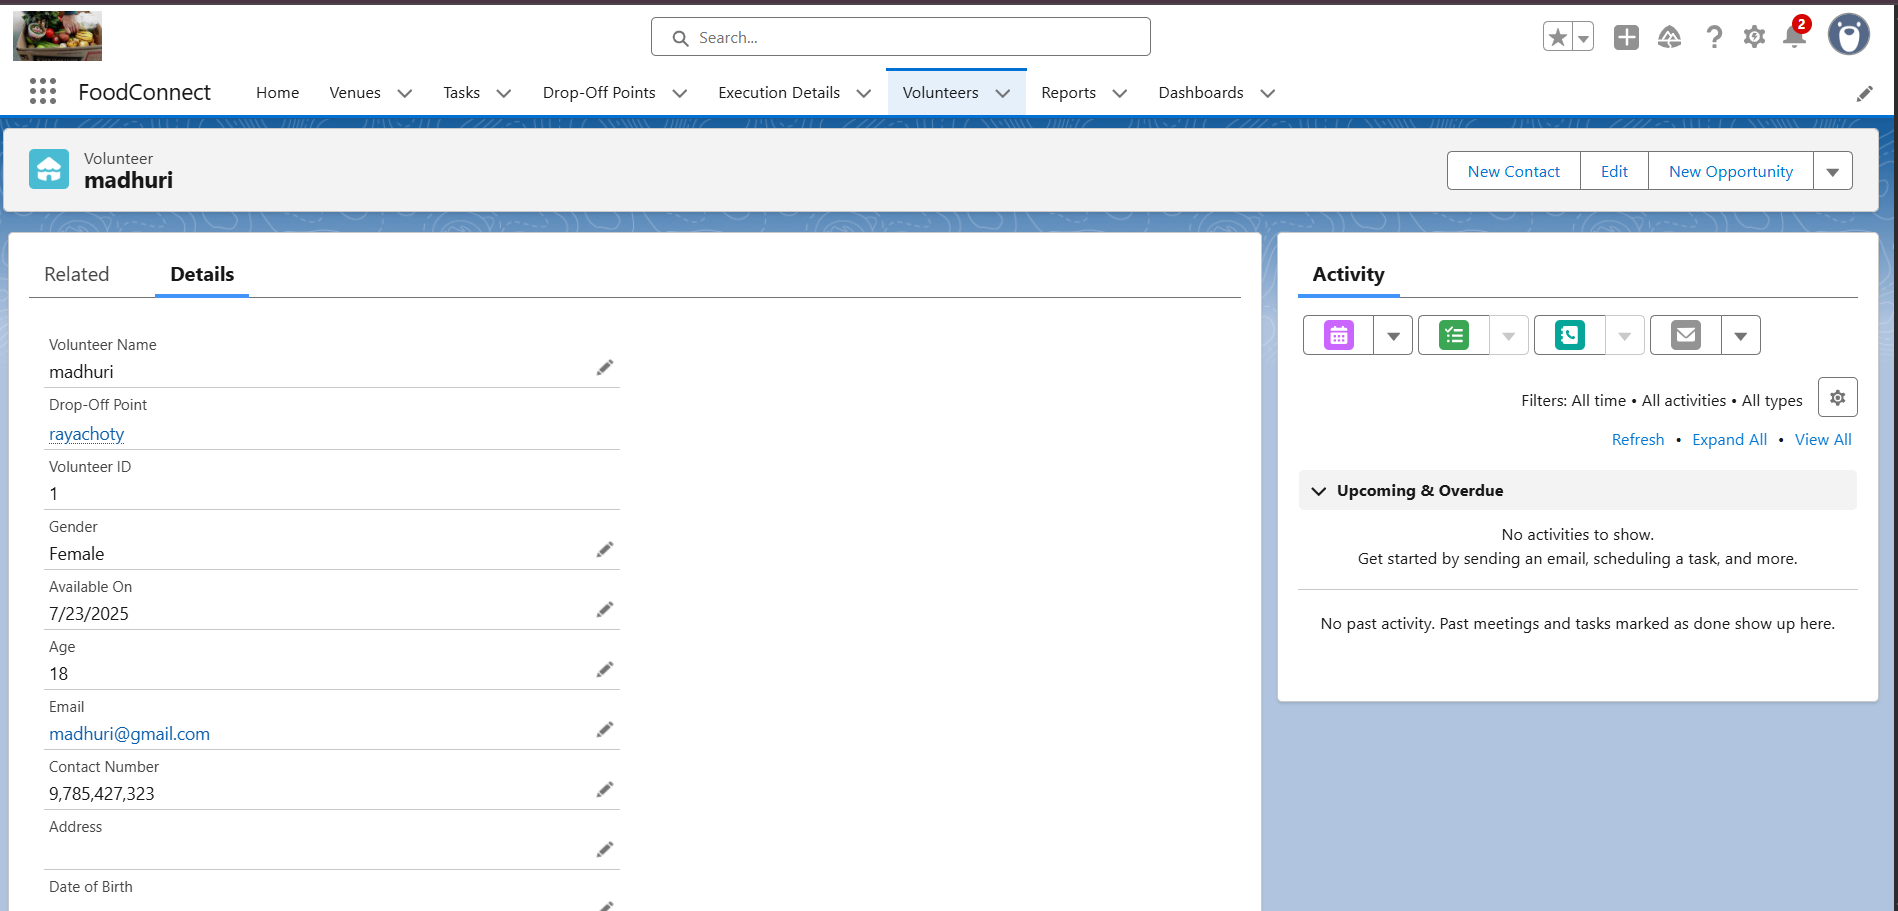 Search...
2
FoodConnect Home Venues Tasks Drop-Off Points Execution Details Volunteers Reports Dashboards
Volunteer
madhuri
New Contact Edit New Opportunity
Related Details
Volunteer Name
madhuri
Drop-Off Point
rayachoty
Volunteer ID
1
Gender
Female
Available On
7/23/2025
Age
18
Email
madhuri@gmail.com
Contact Number
9,785,427,323
Address
Date of Birth
Activity
Filters: All time • All activities • All types
Refresh • Expand All • View All
Upcoming & Overdue
No activities to show.
Get started by sending an email, scheduling a task, and more.
No past activity. Past meetings and tasks marked as done show up here.